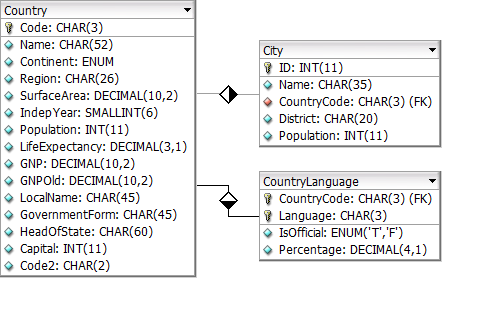 Country
Code: CHAR(3)
Name: CHAR(52)
Continent: ENUM
Region: CHAR(26)
SurfaceArea: DECIMAL(10,2)
IndepYear: SMALLINT(6)
Population: INT(11)
LifeExpectancy: DECIMAL(3,1)
GNP: DECIMAL(10,2)
GNPOld: DECIMAL(10,2)
LocalName: CHAR(45)
GovernmentForm: CHAR(45)
HeadOfState: CHAR(60)
Capital: INT(11)
Code2: CHAR(2)
City
ID: INT(11)
Name: CHAR(35)
CountryCode: CHAR(3) (FK)
District: CHAR(20)
Population: INT(11)
CountryLanguage
CountryCode: CHAR(3) (FK)
Language: CHAR(3)
IsOfficial: ENUM('T','F')
Percentage: DECIMAL(4,1)